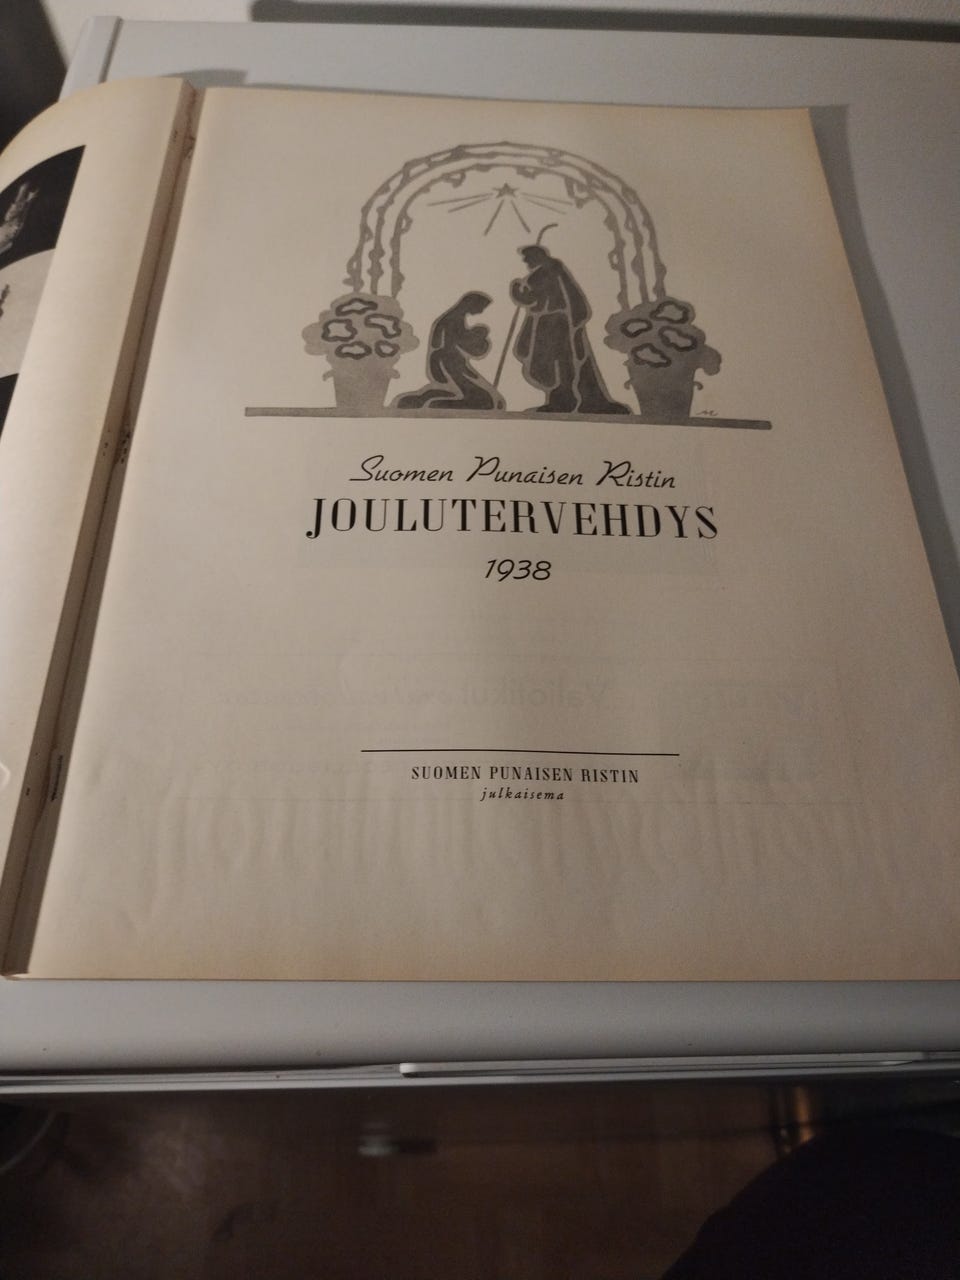 Suomen Punaisen Ristin
JOULUTERVEHDYS
1938
SUOMEN PUNAISEN RISTIN
julkaisema